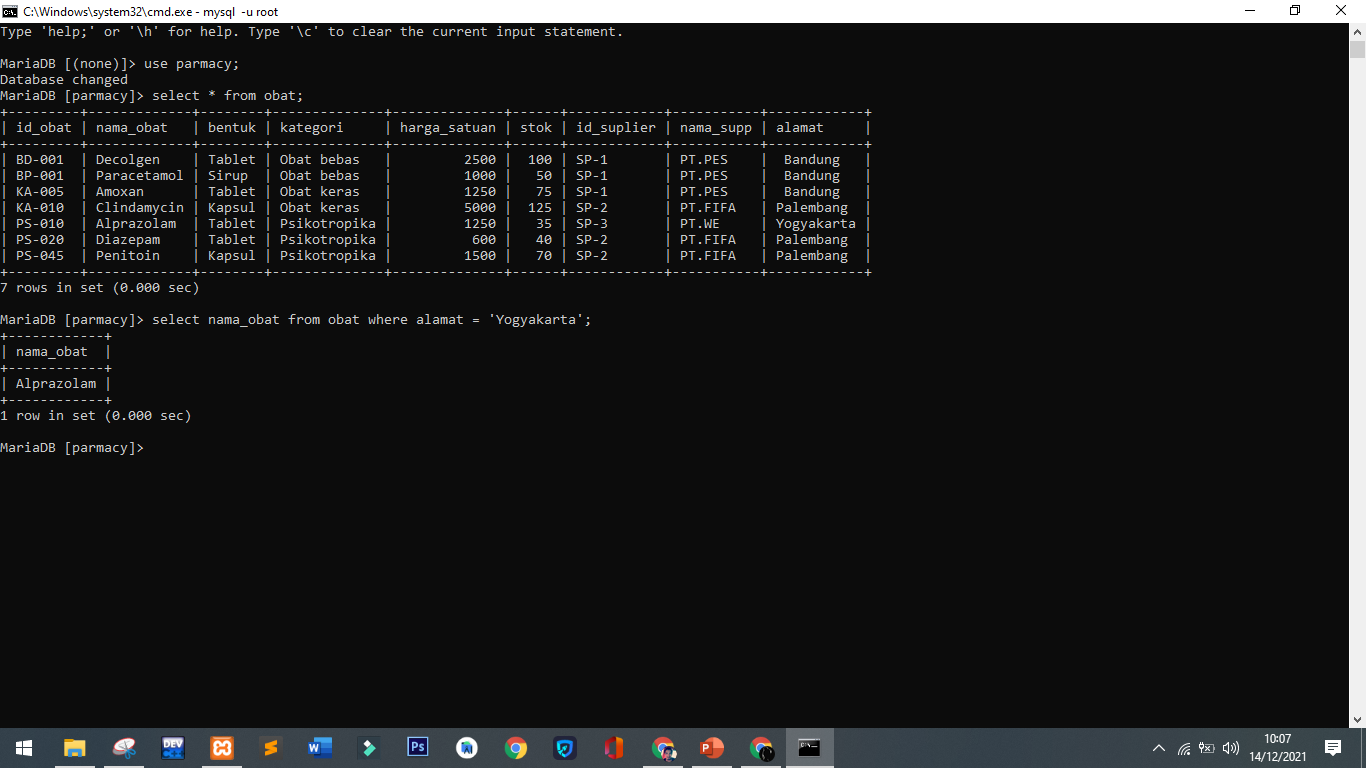 C:\Windows\system32\cmd.exe - mysql  -u root
Type 'help;' or '\h' for help. Type '\c' to clear the current input statement.
MariaDB [(none)]> use parmacy;
Database changed
MariaDB [parmacy]> select * from obat;
+---------+-------------+--------+--------------+--------------+------+------------+-----------+------------+
| id_obat | nama_obat   | bentuk | kategori     | harga_satuan | stok | id_suplier | nama_supp | alamat     |
+---------+-------------+--------+--------------+--------------+------+------------+-----------+------------+
| BD-001  | Decolgen    | Tablet | Obat bebas   |         2500 |  100 | SP-1       | PT.PES    |  Bandung   |
| BP-001  | Paracetamol | Sirup  | Obat bebas   |         1000 |   50 | SP-1       | PT.PES    |  Bandung   |
| KA-005  | Amoxan      | Tablet | Obat keras   |         1250 |   75 | SP-1       | PT.PES    |  Bandung   |
| KA-010  | Clindamycin | Kapsul | Obat keras   |         5000 |  125 | SP-2       | PT.FIFA   | Palembang  |
| PS-010  | Alprazolam  | Tablet | Psikotropika |         1250 |   35 | SP-3       | PT.WE     | Yogyakarta |
| PS-020  | Diazepam    | Tablet | Psikotropika |          600 |   40 | SP-2       | PT.FIFA   | Palembang  |
| PS-045  | Penitoin    | Kapsul | Psikotropika |         1500 |   70 | SP-2       | PT.FIFA   | Palembang  |
+---------+-------------+--------+--------------+--------------+------+------------+-----------+------------+
7 rows in set (0.000 sec)
MariaDB [parmacy]> select nama_obat from obat where alamat = 'Yogyakarta';
+------------+
| nama_obat  |
+------------+
| Alprazolam |
+------------+
1 row in set (0.000 sec)
MariaDB [parmacy]>
DEV
Ps
10:07
14/12/2021